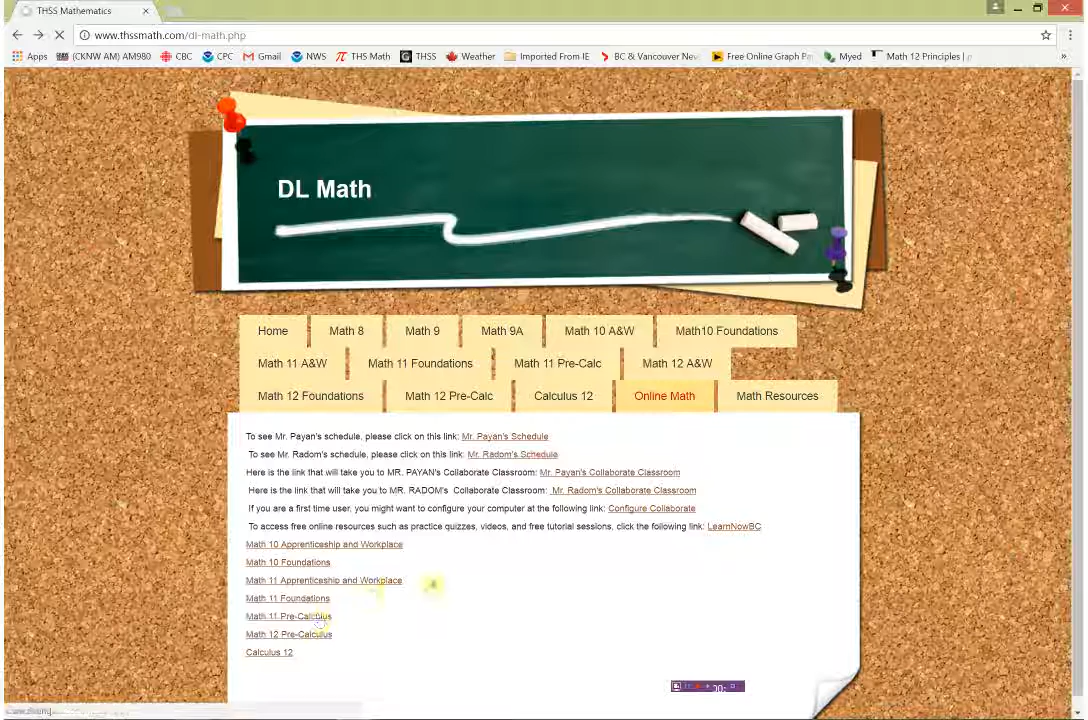 THSS Mathematics
www.thssmath.com/dl-math.php
Apps (CKNW AM) AM980 CBC CPC Gmail NWS THS Math THSS Weather Imported From IE BC & Vancouver New Free Online Graph Pa Myed Math 12 Principles | p »
DL Math
Home Math 8 Math 9 Math 9A Math 10 A&W Math10 Foundations
Math 11 A&W Math 11 Foundations Math 11 Pre-Calc Math 12 A&W
Math 12 Foundations Math 12 Pre-Calc Calculus 12 Online Math Math Resources
To see Mr. Payan's schedule, please click on this link: Mr. Payan's Schedule
To see Mr. Radom's schedule, please click on this link: Mr. Radom's Schedule
Here is the link that will take you to MR. PAYAN's Collaborate Classroom: Mr. Payan's Collaborate Classroom
Here is the link that will take you to MR. RADOM's Collaborate Classroom: Mr. Radom's Collaborate Classroom
If you are a first time user, you might want to configure your computer at the following link: Configure Collaborate
To access free online resources such as practice quizzes, videos, and free tutorial sessions, click the following link: LearnNowBC
Math 10 Apprenticeship and Workplace
Math 10 Foundations
Math 11 Apprenticeship and Workplace
Math 11 Foundations
Math 11 Pre-Calculus
Math 12 Pre-Calculus
Calculus 12